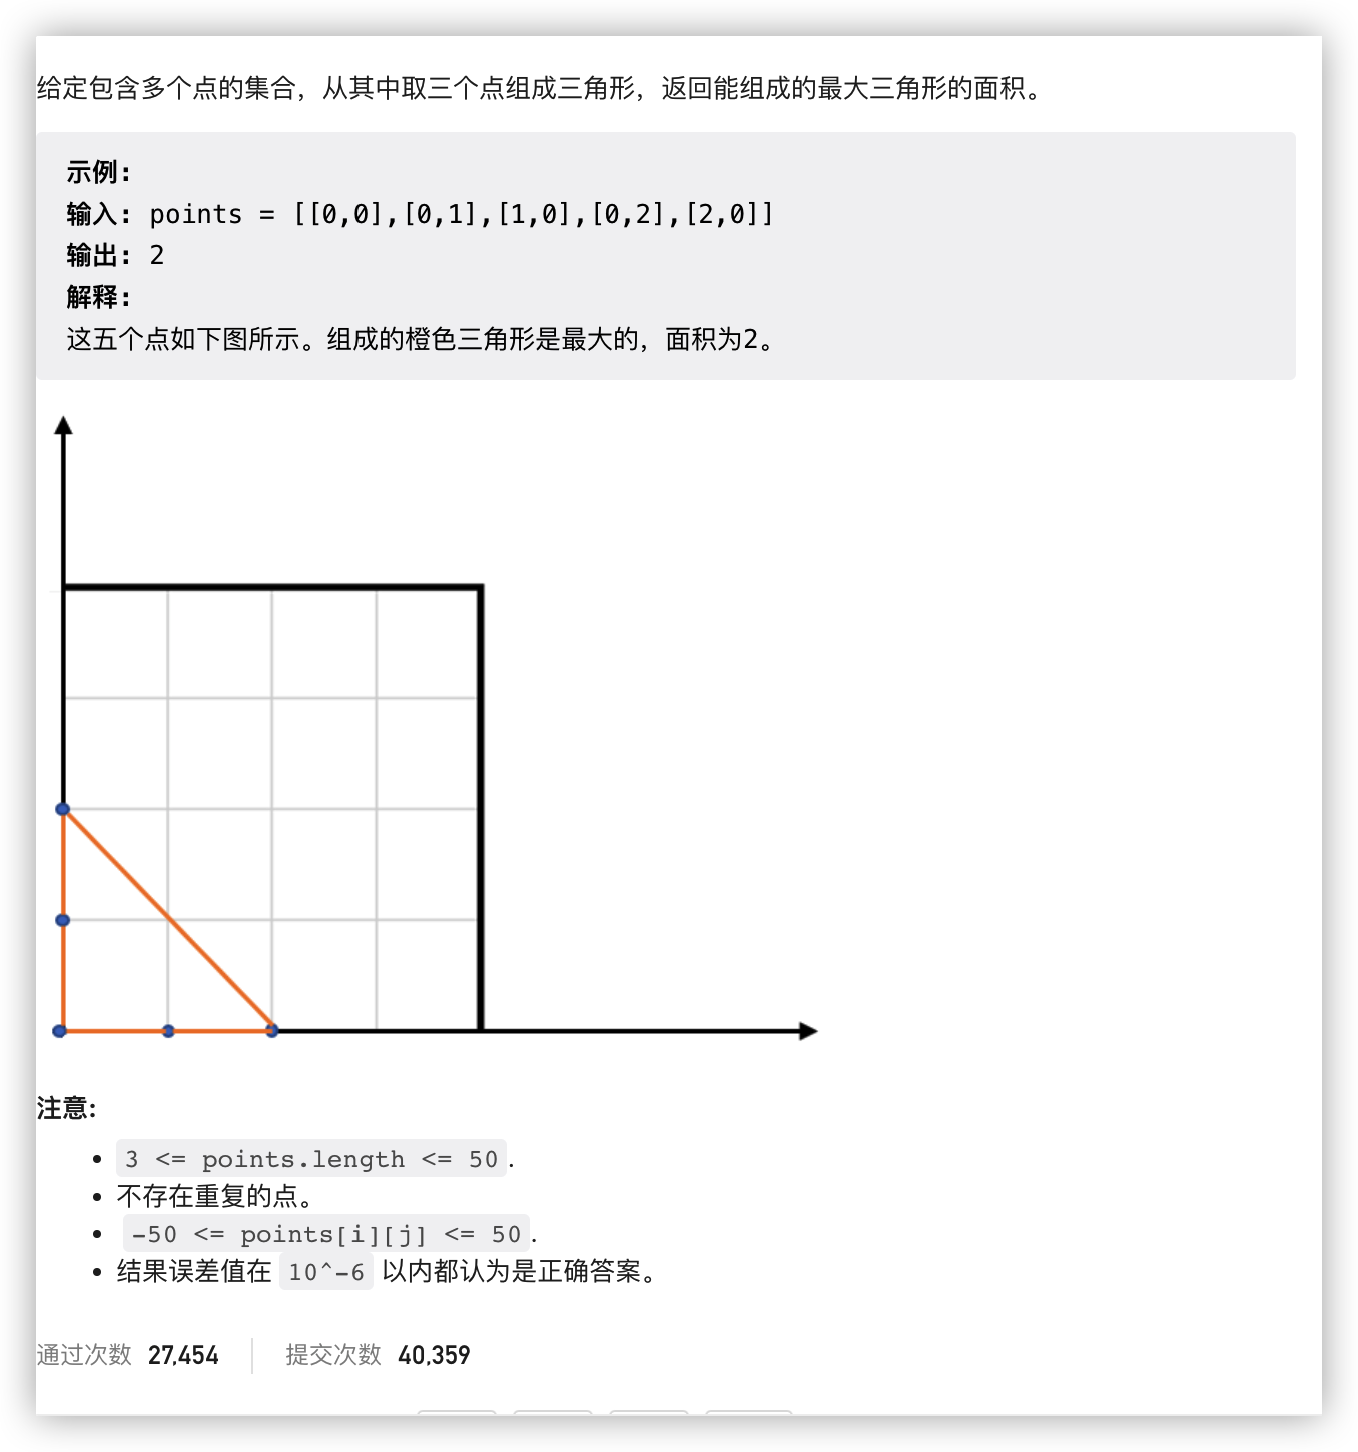 给定包含多个点的集合，从其中取三个点组成三角形，返回能组成的最大三角形的面积。
示例:
输入: points = [[0,0],[0,1],[1,0],[0,2],[2,0]]
输出: 2
解释:
这五个点如下图所示。组成的橙色三角形是最大的，面积为2。
注意:
3 <= points.length <= 50.
不存在重复的点。
-50 <= points[i][j] <= 50.
结果误差值在 10^-6 以内都认为是正确答案。
通过次数 27,454 提交次数 40,359